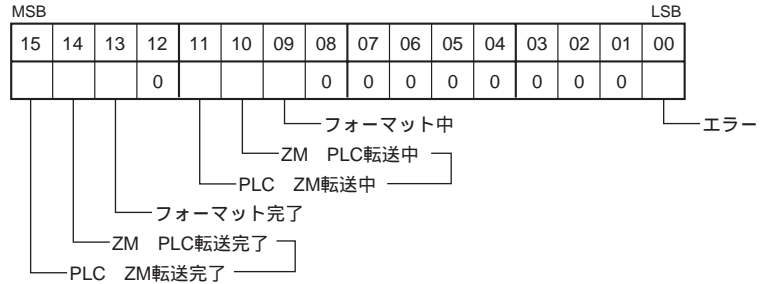 MSB LSB
15 14 13 12 11 10 09 08 07 06 05 04 03 02 01 00
0 0 0 0 0 0 0 0 0
フォーマット中 エラー
ZM PLC転送中
PLC ZM転送中
フォーマット完了
ZM PLC転送完了
PLC ZM転送完了